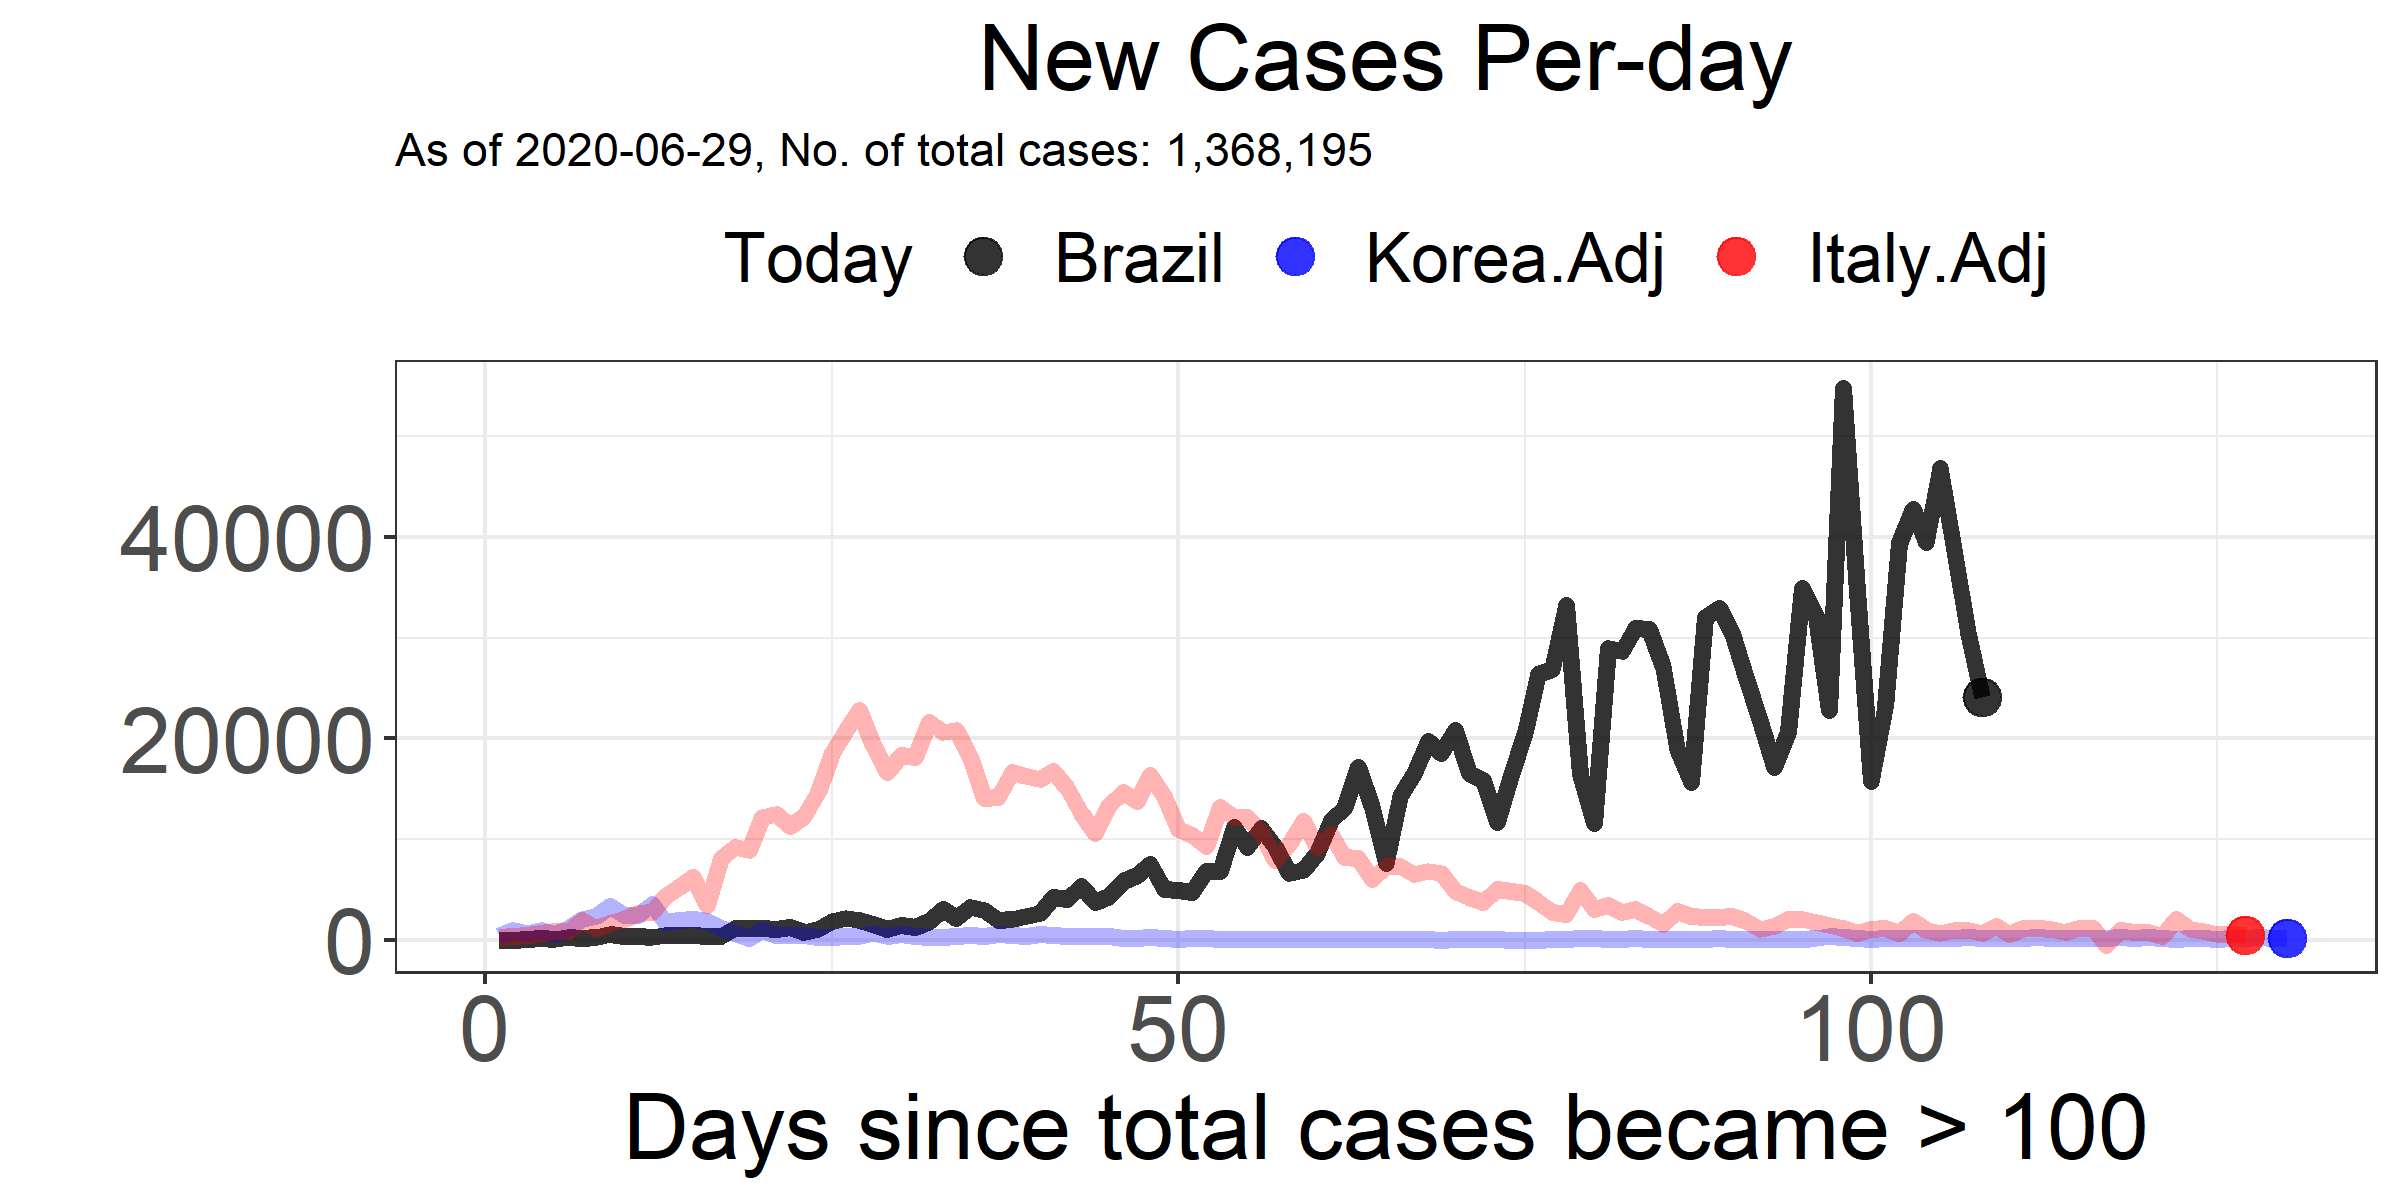 New Cases Per-day
As of 2020-06-29, No. of total cases: 1,368,195
Today Brazil Korea.Adj Italy.Adj
40000
20000
0
0 50 100
Days since total cases became > 100